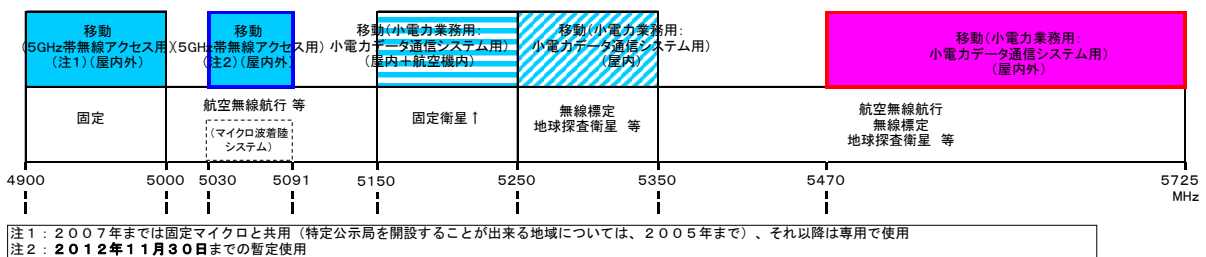 移動
(5GHz帯無線アクセス用)
(注1)(屋内外)
移動
(5GHz帯無線アクセス用)
(注2)(屋内外)
移動(小電力業務用:
小電力データ通信システム用)
(屋内+航空機内)
移動(小電力業務用:
小電力データ通信システム用)
(屋内)
移動(小電力業務用:
小電力データ通信システム用)
(屋内外)
固定
航空無線航行 等
(マイクロ波着陸
システム)
固定衛星↑
無線標定
地球探査衛星 等
航空無線航行
無線標定
地球探査衛星 等
4900
5000
5030
5091
5150
5250
5350
5470
5725
MHz
注1:2007年までは固定マイクロと共用(特定公示局を開設することが出来る地域については、2005年まで)、それ以降は専用で使用
注2:2012年11月30日までの暫定使用